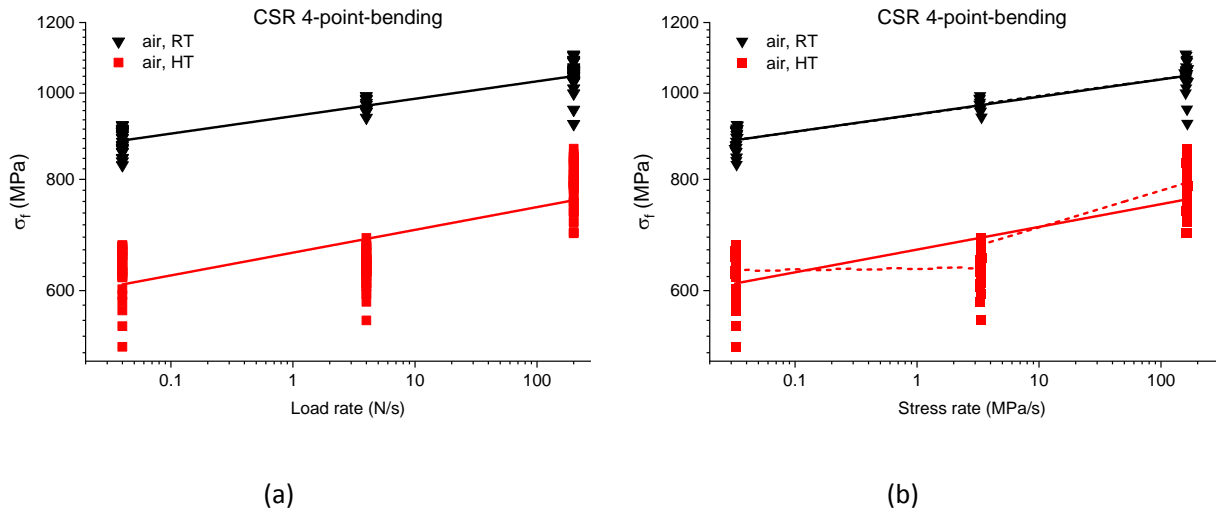 CSR 4-point-bending
1200
air, RT
air, HT
1000
800
600
σf (MPa)
0.1
1
10
100
Load rate (N/s)
(a)
CSR 4-point-bending
1200
air, RT
air, HT
1000
800
600
σf (MPa)
0.1
1
10
100
Stress rate (MPa/s)
(b)